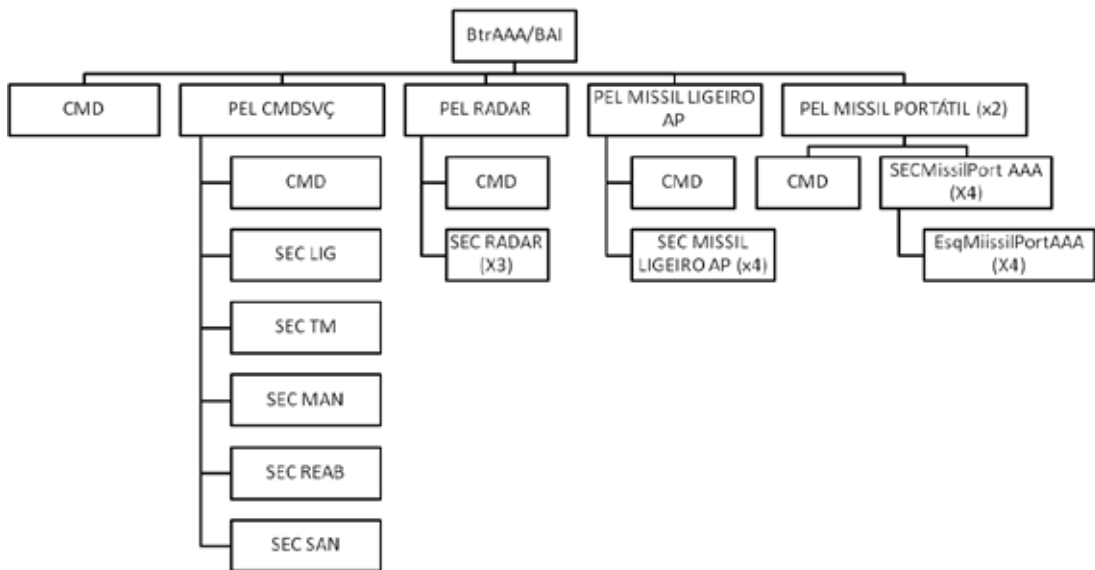 BtrAAA/BAI
CMD
PEL CMDSVÇ
PEL RADAR
PEL MISSIL LIGEIRO
AP
PEL MISSIL PORTÁTIL (x2)
CMD
SEC LIG
SEC TM
SEC MAN
SEC REAB
SEC SAN
CMD
SEC RADAR
(X3)
CMD
SEC MISSIL
LIGEIRO AP (x4)
CMD
SECMissilPort AAA
(X4)
EsqMiissilPortAAA
(X4)